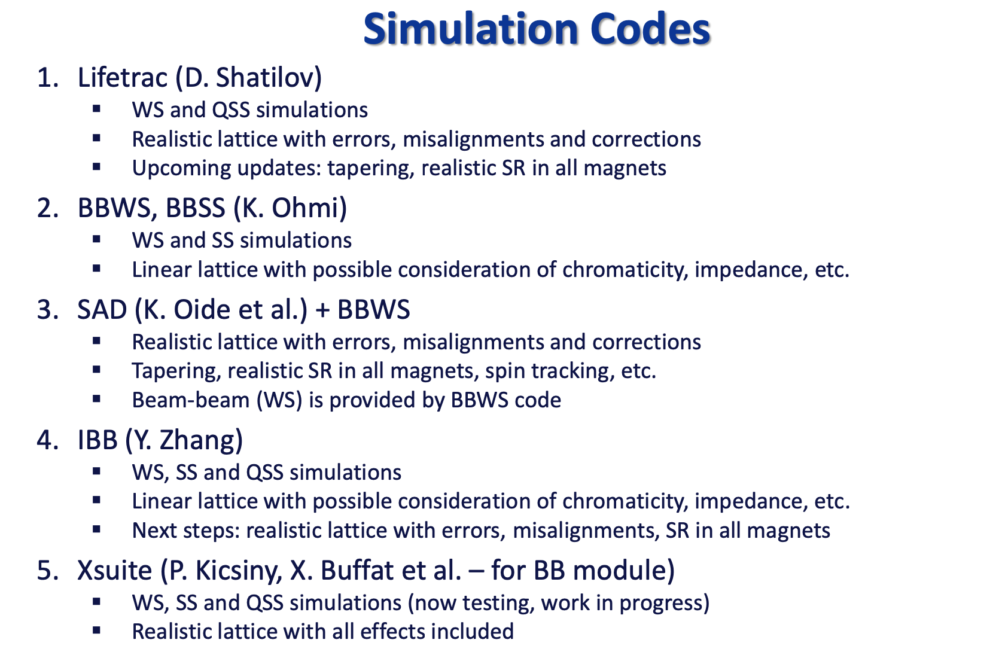 Simulation Codes
1. Lifetrac (D. Shatilov)
▪ WS and QSS simulations
▪ Realistic lattice with errors, misalignments and corrections
▪ Upcoming updates: tapering, realistic SR in all magnets
2. BBWS, BBSS (K. Ohmi)
▪ WS and SS simulations
▪ Linear lattice with possible consideration of chromaticity, impedance, etc.
3. SAD (K. Oide et al.) + BBWS
▪ Realistic lattice with errors, misalignments and corrections
▪ Tapering, realistic SR in all magnets, spin tracking, etc.
▪ Beam-beam (WS) is provided by BBWS code
4. IBB (Y. Zhang)
▪ WS, SS and QSS simulations
▪ Linear lattice with possible consideration of chromaticity, impedance, etc.
▪ Next steps: realistic lattice with errors, misalignments, SR in all magnets
5. Xsuite (P. Kicsiny, X. Buffat et al. – for BB module)
▪ WS, SS and QSS simulations (now testing, work in progress)
▪ Realistic lattice with all effects included